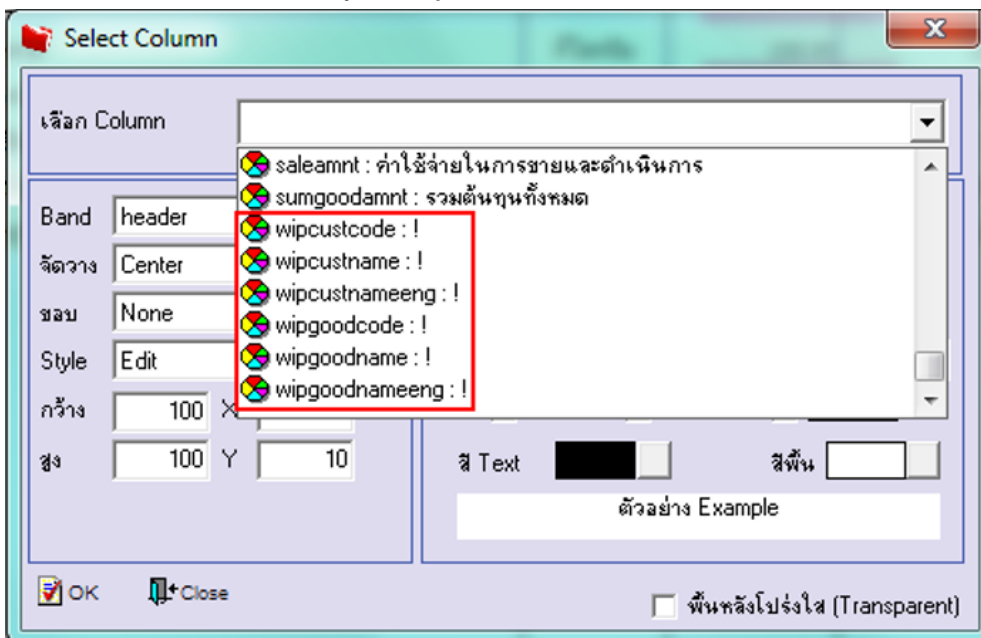 Select Column
เลือก Column
saleamnt : ค่าใช้จ่ายในการขายและดำเนินการ
sumgoodamnt : รวมต้นทุนทั้งหมด
wipcustcode : !
wipcustname : !
wipcustnameeng : !
wipgoodcode : !
wipgoodname : !
wipgoodnameeng : !
Band header
จัดวาง Center
ขอบ None
Style Edit
กว้าง 100 X
สูง 100 Y 10
สี Text
สีพื้น
ตัวอย่าง Example
OK Close
พื้นหลังโปร่งใส (Transparent)